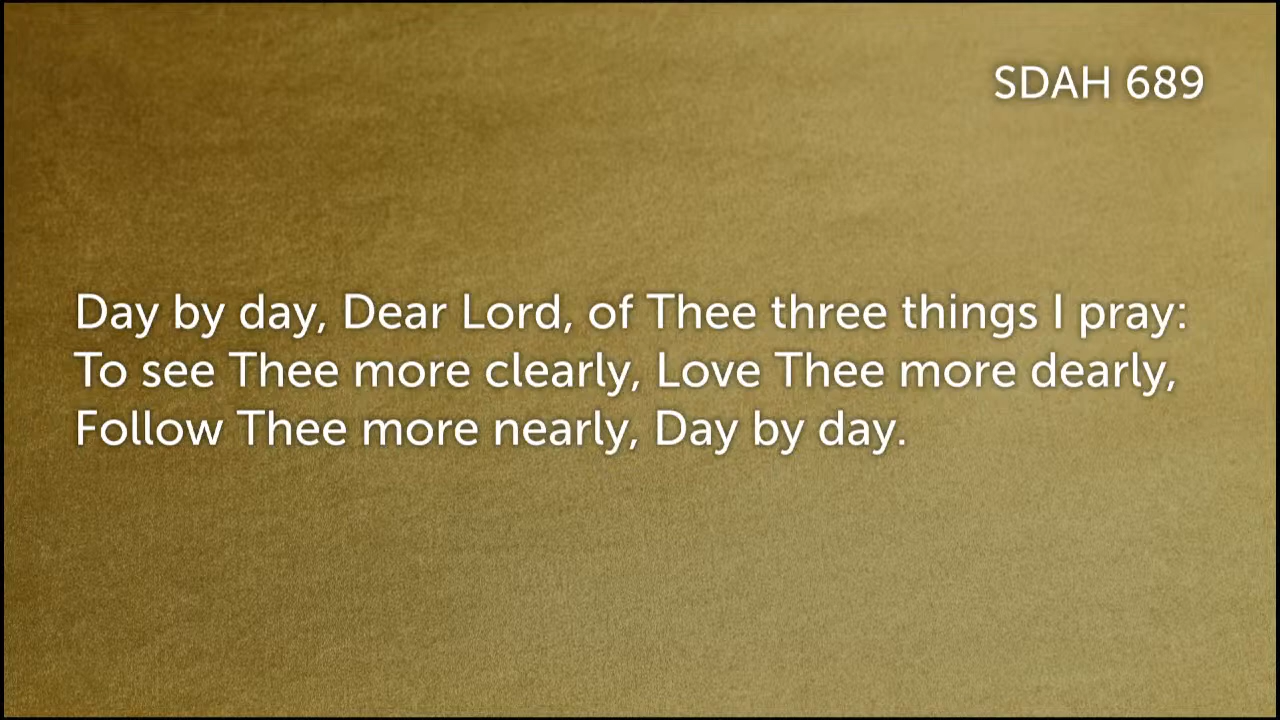 SDAH 689
Day by day, Dear Lord, of Thee three things I pray:
To see Thee more clearly, Love Thee more dearly,
Follow Thee more nearly, Day by day.